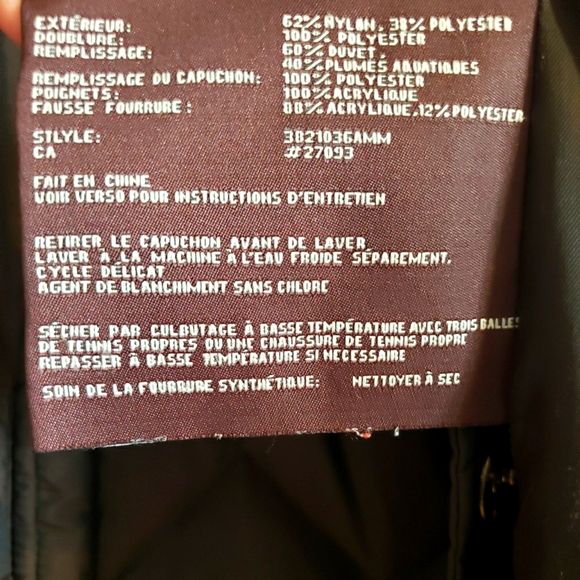 EXTÉRIEUR: 62% NYLON, 38% POLYESTER
DOUBLURE: 100% POLYESTER
REMPLISSAGE: 60% DUVET,
40% PLUMES AQUATIQUES
REMPLISSAGE DU CAPUCHON: 100% POLYESTER
POIGNETS: 100% ACRYLIQUE
FAUSSE FOURRURE: 88% ACRYLIQUE, 12% POLYESTER
STLYLE: 3821036AMM
CA #27093
FAIT EN CHINE
VOIR VERSO POUR INSTRUCTIONS D'ENTRETIEN
RETIRER LE CAPUCHON AVANT DE LAVER
LAVER À LA MACHINE À L'EAU FROIDE SÉPAREMENT.
CYCLE DÉLICAT
AGENT DE BLANCHIMENT SANS CHLORE
SÉCHER PAR CULBUTAGE À BASSE TEMPÉRATURE AVEC TROIS BALLES
DE TENNIS PROPRES OU UNE CHAUSSURE DE TENNIS PROPRE
REPASSER À BASSE TEMPÉRATURE SI NECESSAIRE
SOIN DE LA FOURRURE SYNTHÉTIQUE: NETTOYER À SEC